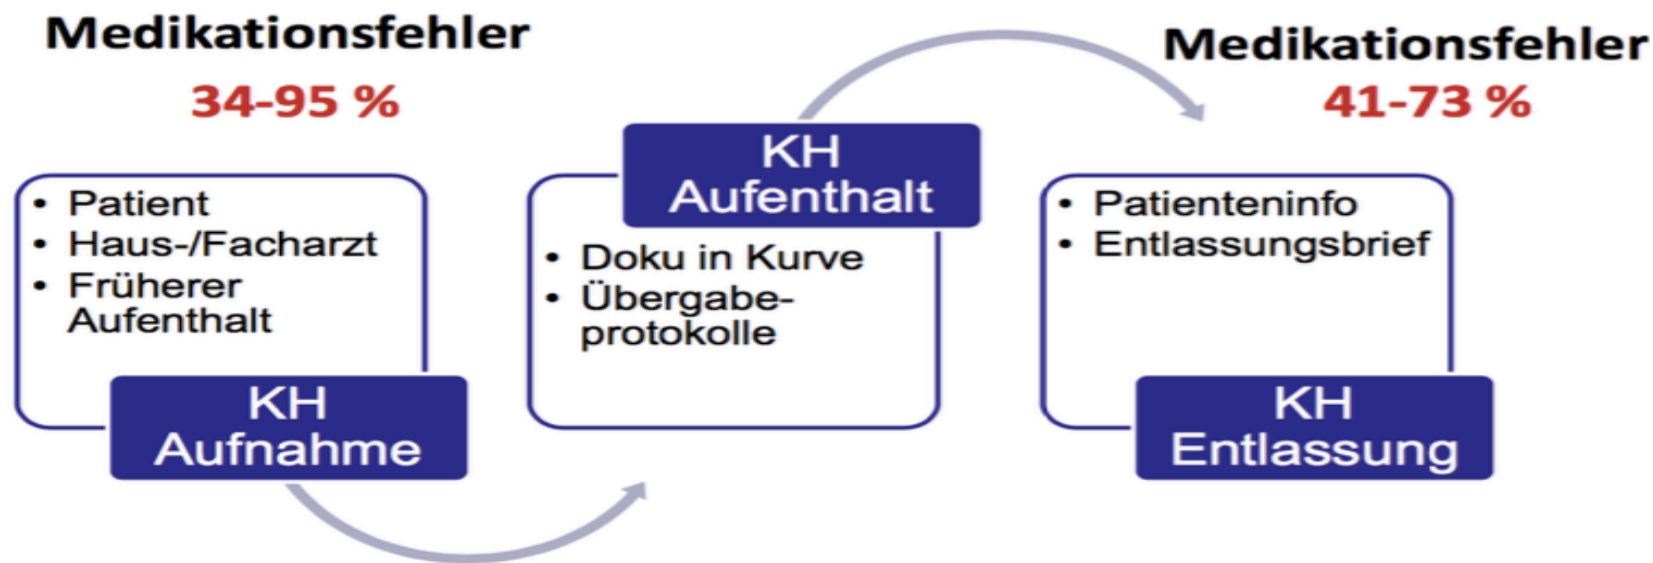 Medikationsfehler
34-95 %
• Patient
• Haus-/Facharzt
• Früherer
Aufenthalt
KH
Aufnahme
KH
Aufenthalt
• Doku in Kurve
• Übergabe-
protokolle
Medikationsfehler
41-73 %
• Patienteninfo
• Entlassungsbrief
KH
Entlassung